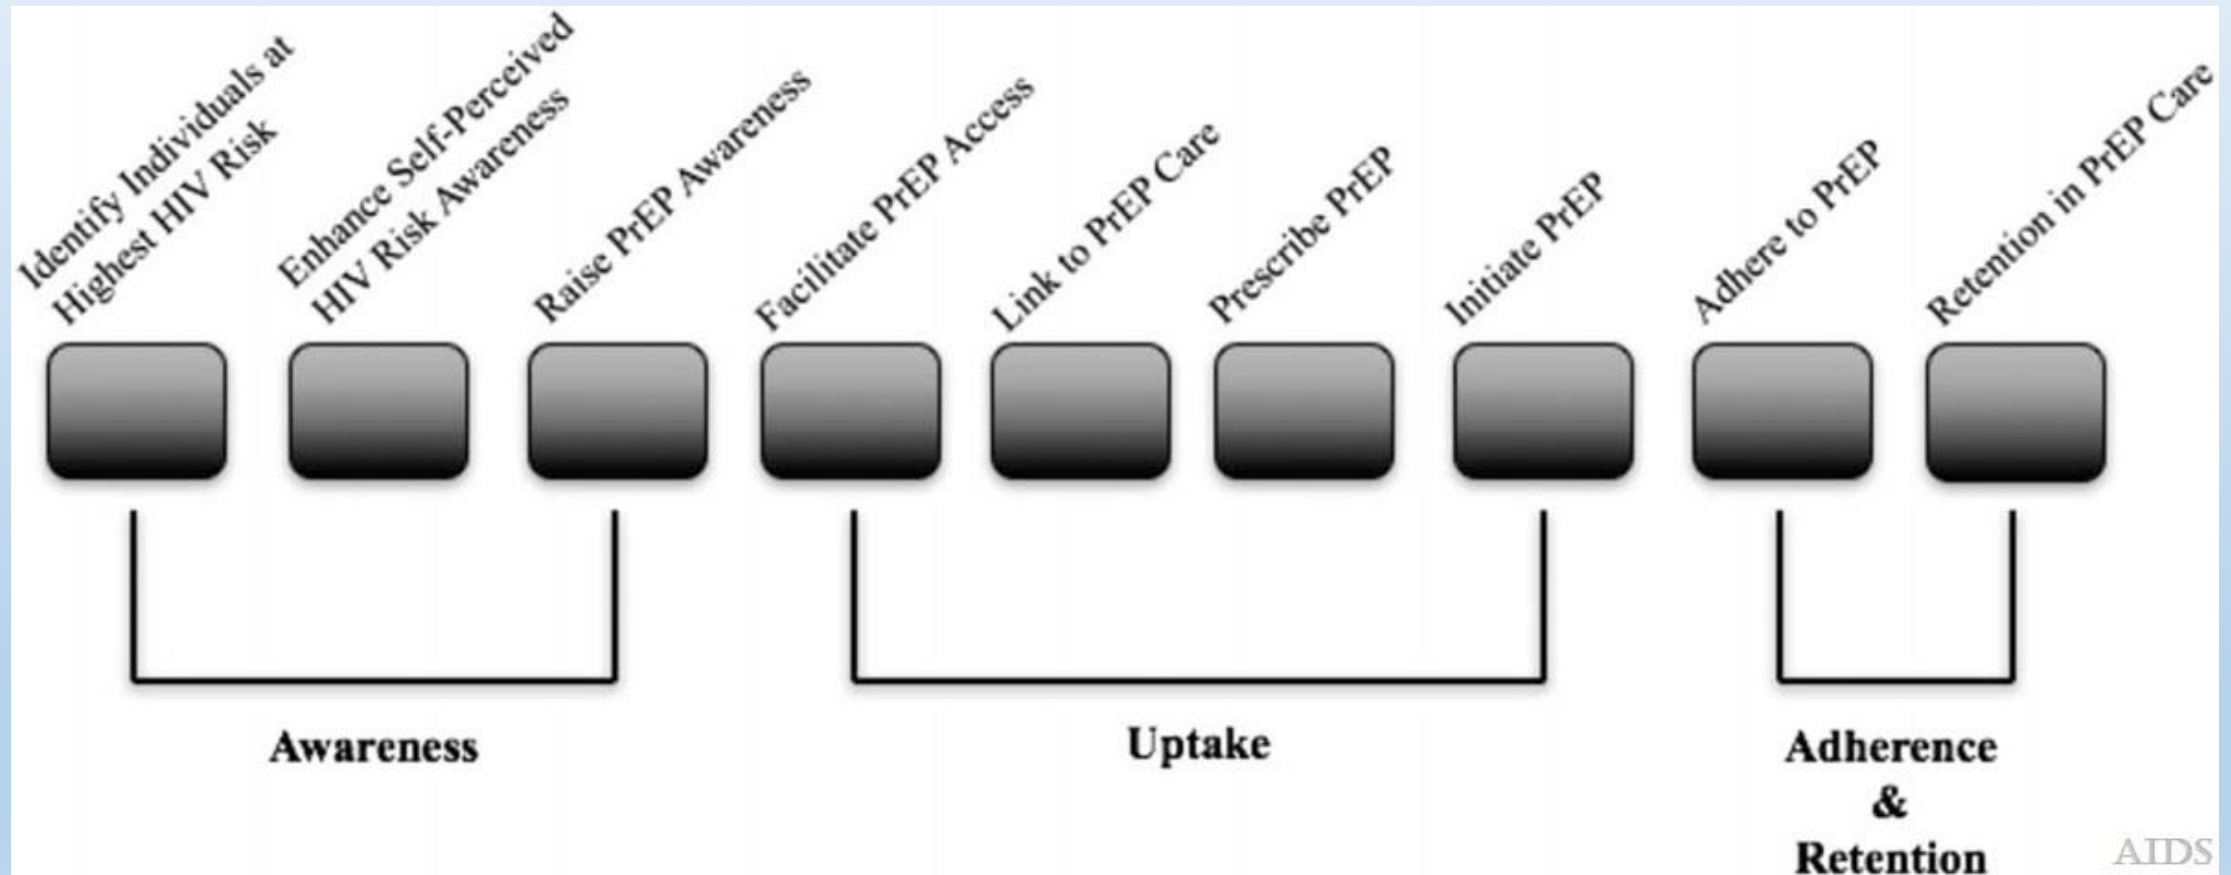 Identify Individuals at
Highest HIV Risk
Enhance Self-Perceived
HIV Risk Awareness
Raise PrEP Awareness
Facilitate PrEP Access
Link to PrEP Care
Prescribe PrEP
Initiate PrEP
Adhere to PrEP
Retention in PrEP Care
Awareness
Uptake
Adherence
&
Retention
AIDS